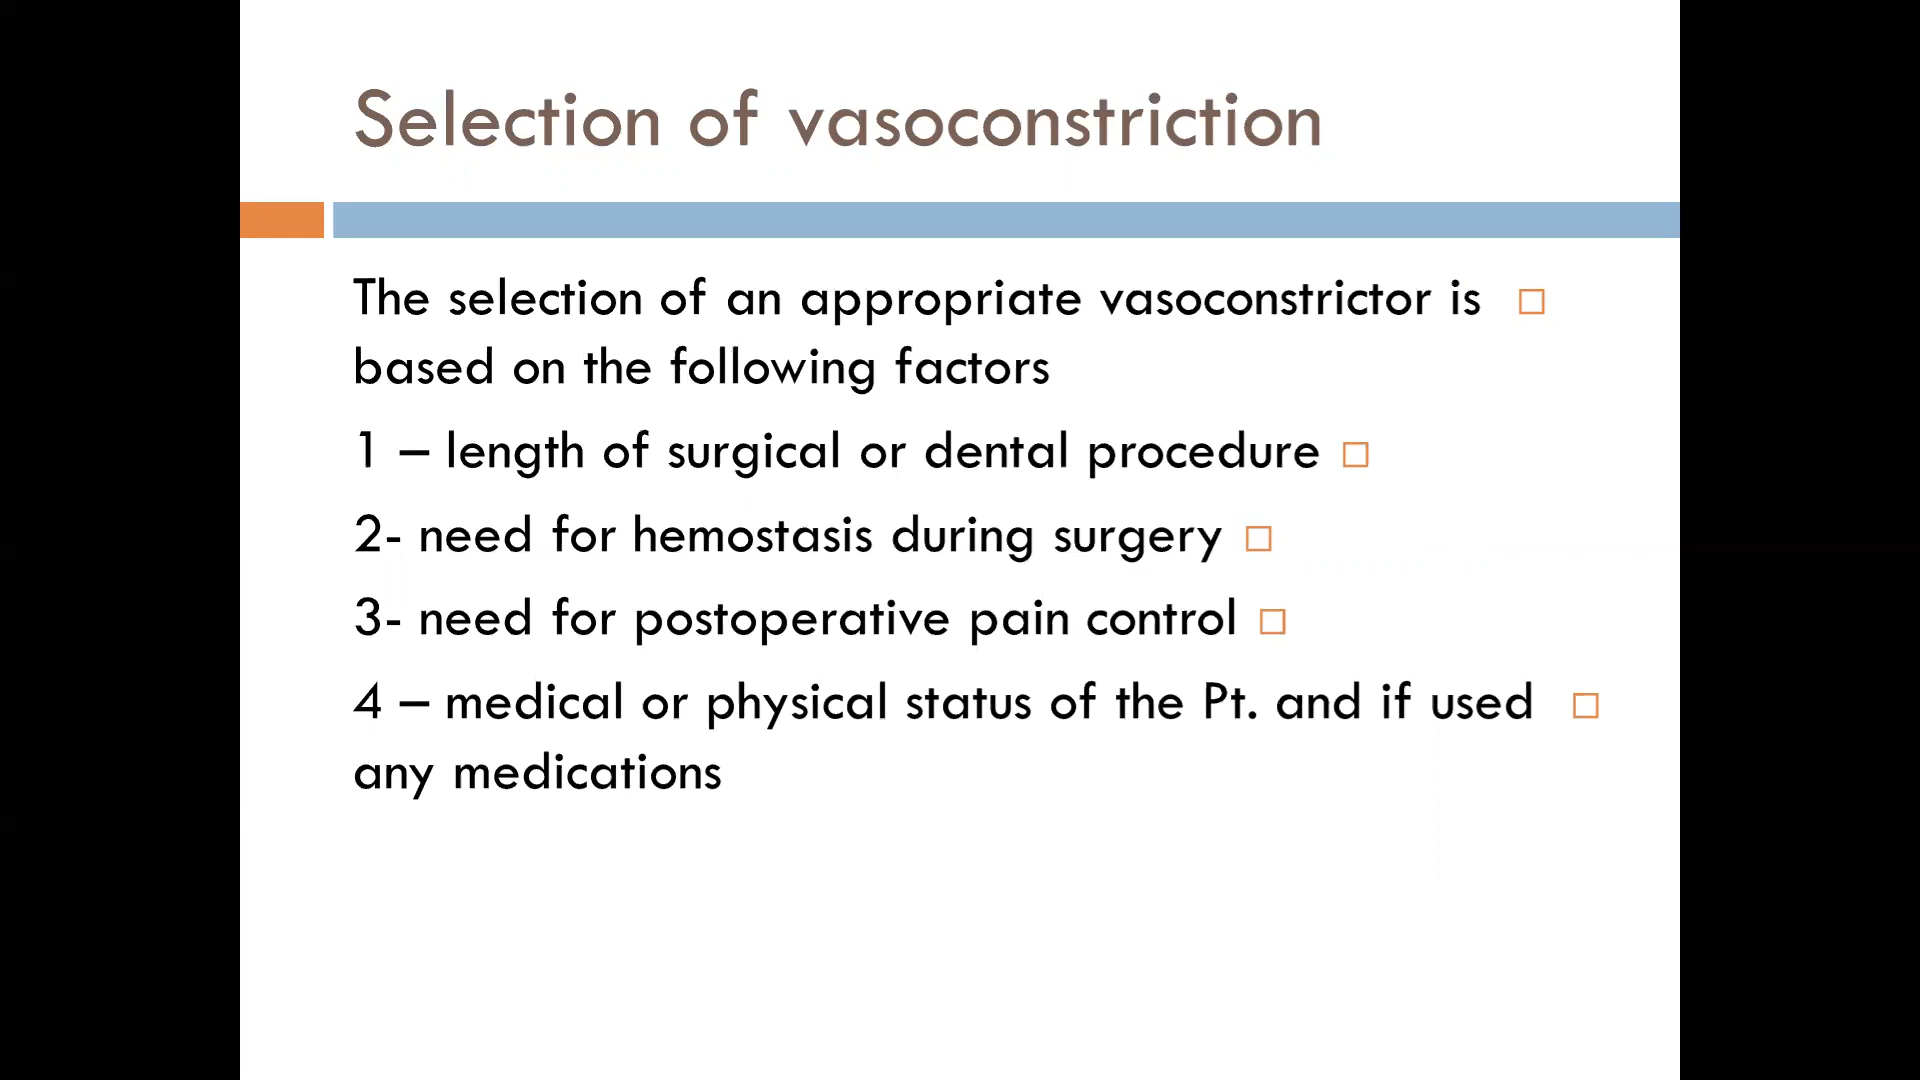 Selection of vasoconstriction
The selection of an appropriate vasoconstrictor is
based on the following factors
1 – length of surgical or dental procedure
2- need for hemostasis during surgery
3- need for postoperative pain control
4 – medical or physical status of the Pt. and if used
any medications